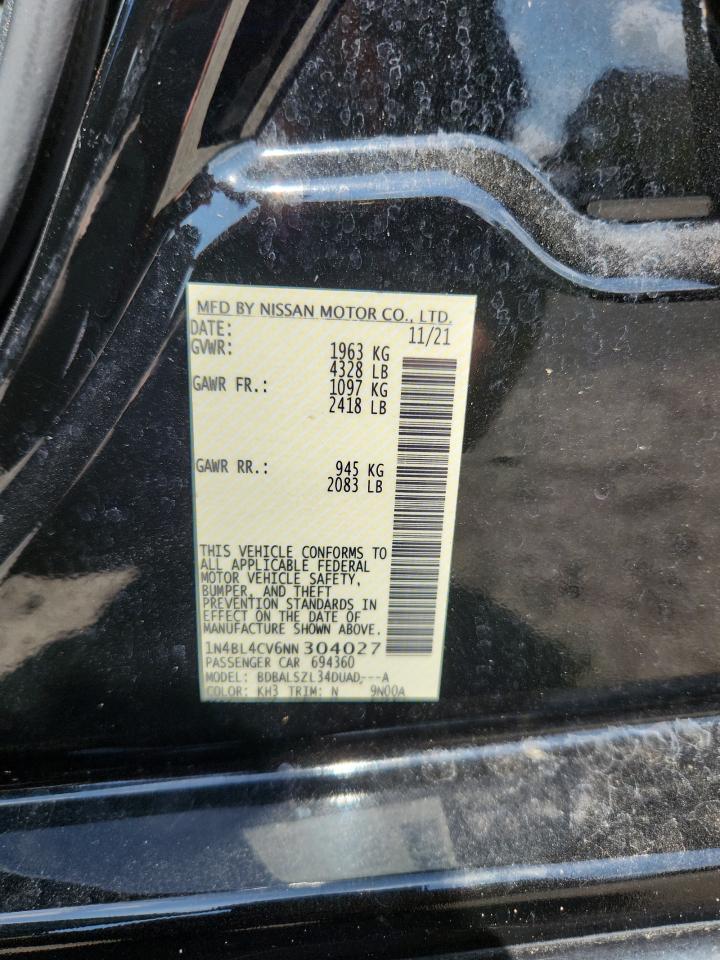 MFD BY NISSAN MOTOR CO., LTD.
DATE: 11/21
GVWR: 1963 KG
4328 LB
GAWR FR.: 1097 KG
2418 LB
GAWR RR.: 945 KG
2083 LB
THIS VEHICLE CONFORMS TO
ALL APPLICABLE FEDERAL
MOTOR VEHICLE SAFETY,
BUMPER, AND THEFT
PREVENTION STANDARDS IN
EFFECT ON THE DATE OF
MANUFACTURE SHOWN ABOVE.
1N4BL4CV6NN304027
PASSENGER CAR 694360
MODEL: BDBALSZL34DUAD,---A
COLOR: KH3 TRIM: N 9N00A